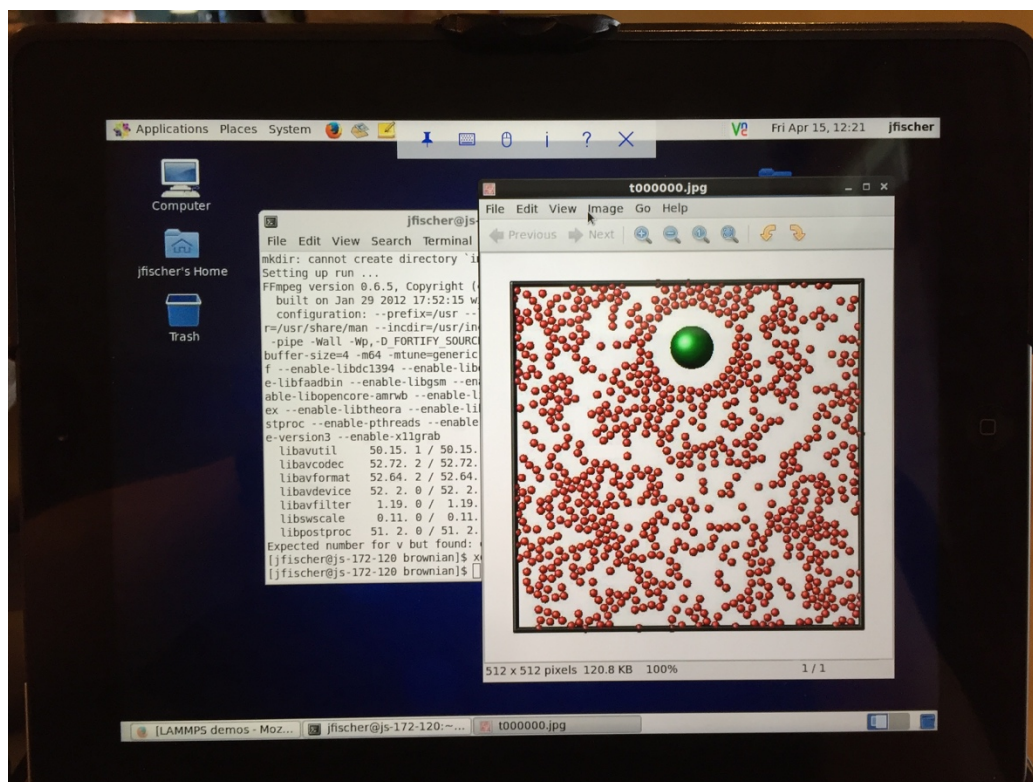 Applications Places System
i ? X
Fri Apr 15, 12:21 jfischer
Computer
jfischer's Home
Trash
jfischer@js-
File Edit View Search Terminal
mkdir: cannot create directory `i
Setting up run ...
FFmpeg version 0.6.5, Copyright (
built on Jan 29 2012 17:52:15 w
configuration: --prefix=/usr --
r=/usr/share/man --incdir=/usr/in
-pipe -Wall -Wp,-D_FORTIFY_SOURC
buffer-size=4 -m64 -mtune=generic
f --enable-libdc1394 --enable-lib
e-libfaadbin --enable-libgsm --en
able-libopencore-amrwb --enable-l
ex --enable-libtheora --enable-li
stproc --enable-pthreads --enable
e-version3 --enable-x11grab
libavutil 50.15. 1 / 50.15.
libavcodec 52.72. 2 / 52.72.
libavformat 52.64. 2 / 52.64.
libavdevice 52. 2. 0 / 52. 2.
libavfilter 1.19. 0 / 1.19.
libswscale 0.11. 0 / 0.11.
libpostproc 51. 2. 0 / 51. 2.
Expected number for v but found:
[jfischer@js-172-120 brownian]$ x
[jfischer@js-172-120 brownian]$
t000000.jpg
File Edit View Image Go Help
Previous Next
512 x 512 pixels 120.8 KB 100% 1 / 1
[LAMMPS demos - Moz... jfischer@js-172-120:~... t000000.jpg